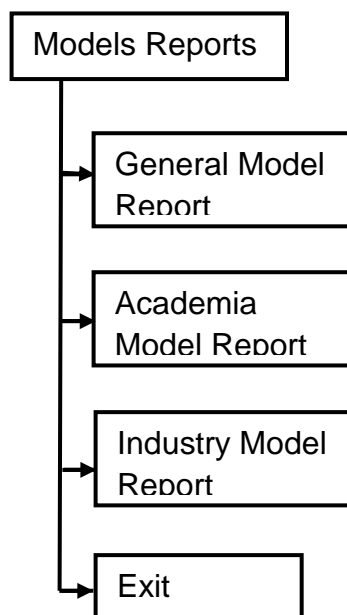 Models Reports
General Model
Report
Academia
Model Report
Industry Model
Report
Exit